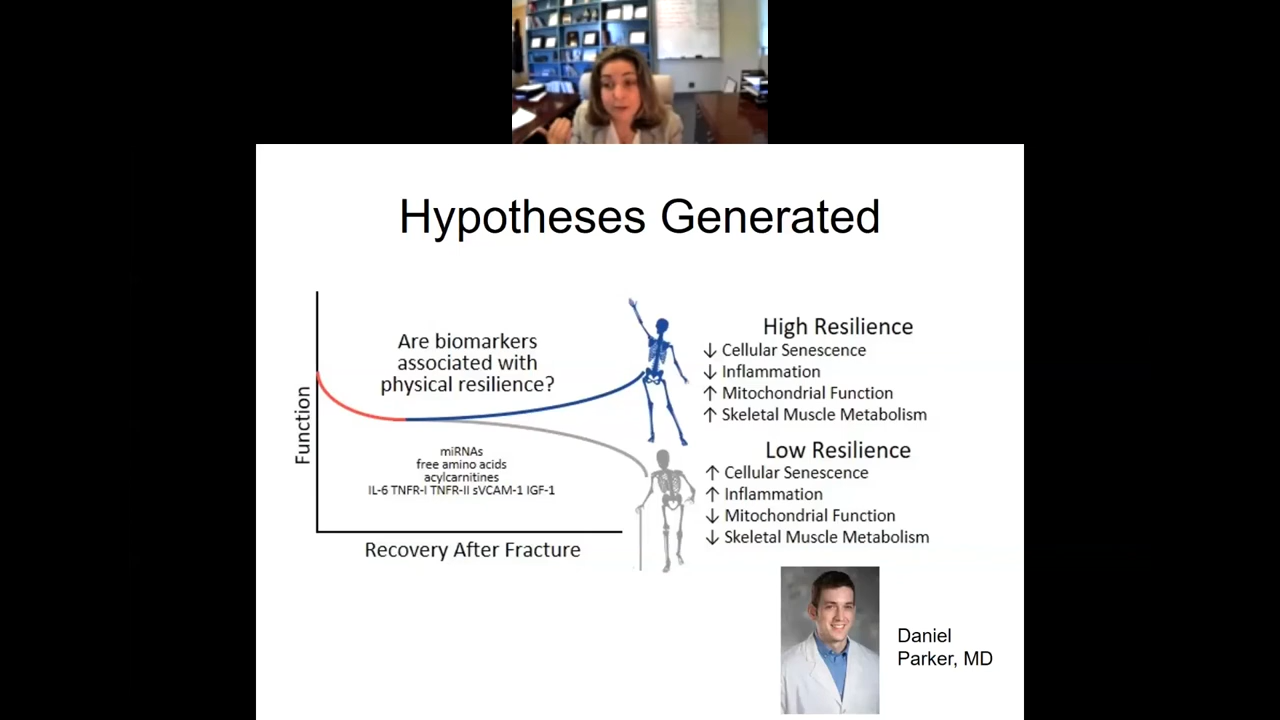 Hypotheses Generated
Function
Are biomarkers
associated with
physical resilience?
miRNAs
free amino acids
acylcarnitines
IL-6 TNFR-I TNFR-II sVCAM-1 IGF-1
Recovery After Fracture
High Resilience
↓ Cellular Senescence
↓ Inflammation
↑ Mitochondrial Function
↑ Skeletal Muscle Metabolism
Low Resilience
↑ Cellular Senescence
↑ Inflammation
↓ Mitochondrial Function
↓ Skeletal Muscle Metabolism
Daniel
Parker, MD